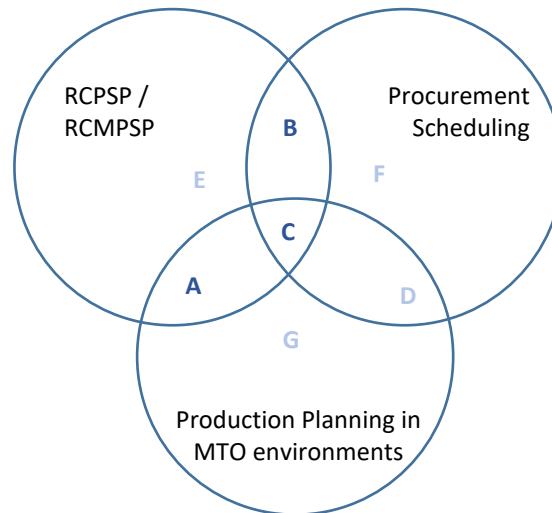 RCPSP /
RCMPSP
Procurement
Scheduling
B
E
F
C
A
D
G
Production Planning in
MTO environments